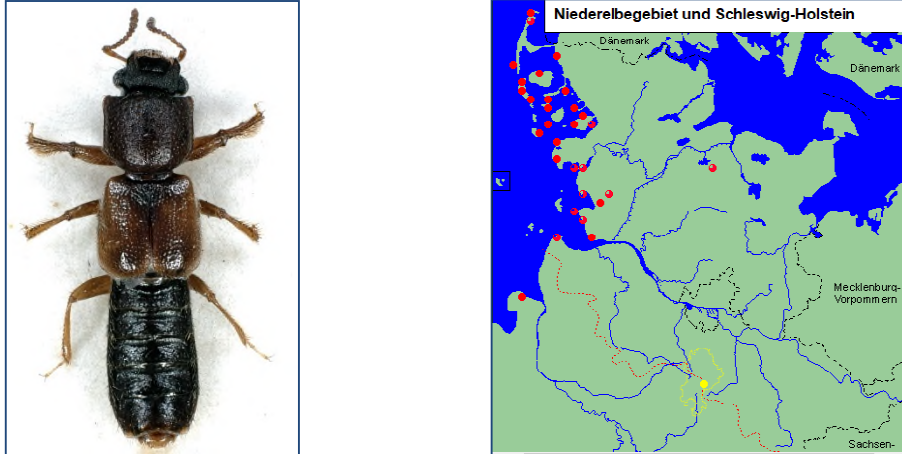 Niederelbegebiet und Schleswig-Holstein
Dänemark
Dänemark
Mecklenburg-
Vorpommern
Sachsen-